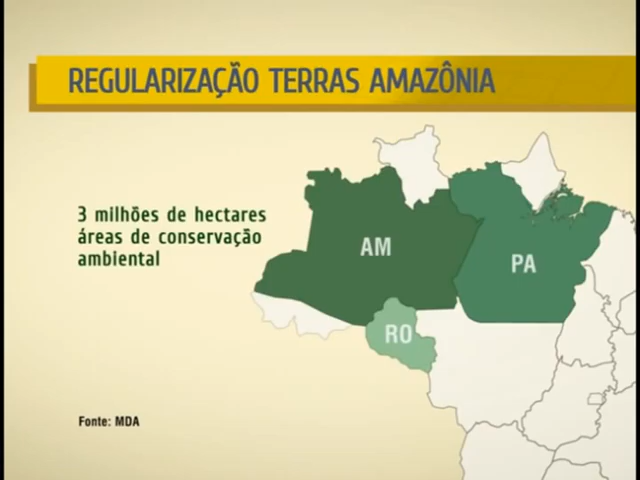 REGULARIZAÇÃO TERRAS AMAZÔNIA
3 milhões de hectares
áreas de conservação
ambiental
AM
PA
RO
Fonte: MDA